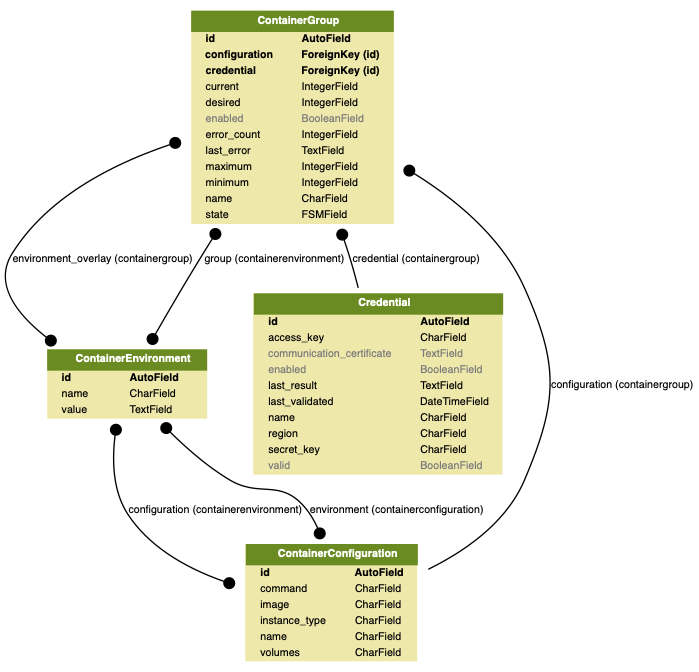 ContainerGroup
id AutoField
configuration ForeignKey (id)
credential ForeignKey (id)
current IntegerField
desired IntegerField
enabled BooleanField
error_count IntegerField
last_error TextField
maximum IntegerField
minimum IntegerField
name CharField
state FSMField
environment_overlay (containergroup) group (containerenvironment) credential (containergroup)
Credential
id AutoField
access_key CharField
communication_certificate TextField
enabled BooleanField
last_result TextField
last_validated DateTimeField
name CharField
region CharField
secret_key CharField
valid BooleanField
ContainerEnvironment
id AutoField
name CharField
value TextField
configuration (containergroup)
configuration (containerenvironment) environment (containerconfiguration)
ContainerConfiguration
id AutoField
command CharField
image CharField
instance_type CharField
name CharField
volumes CharField